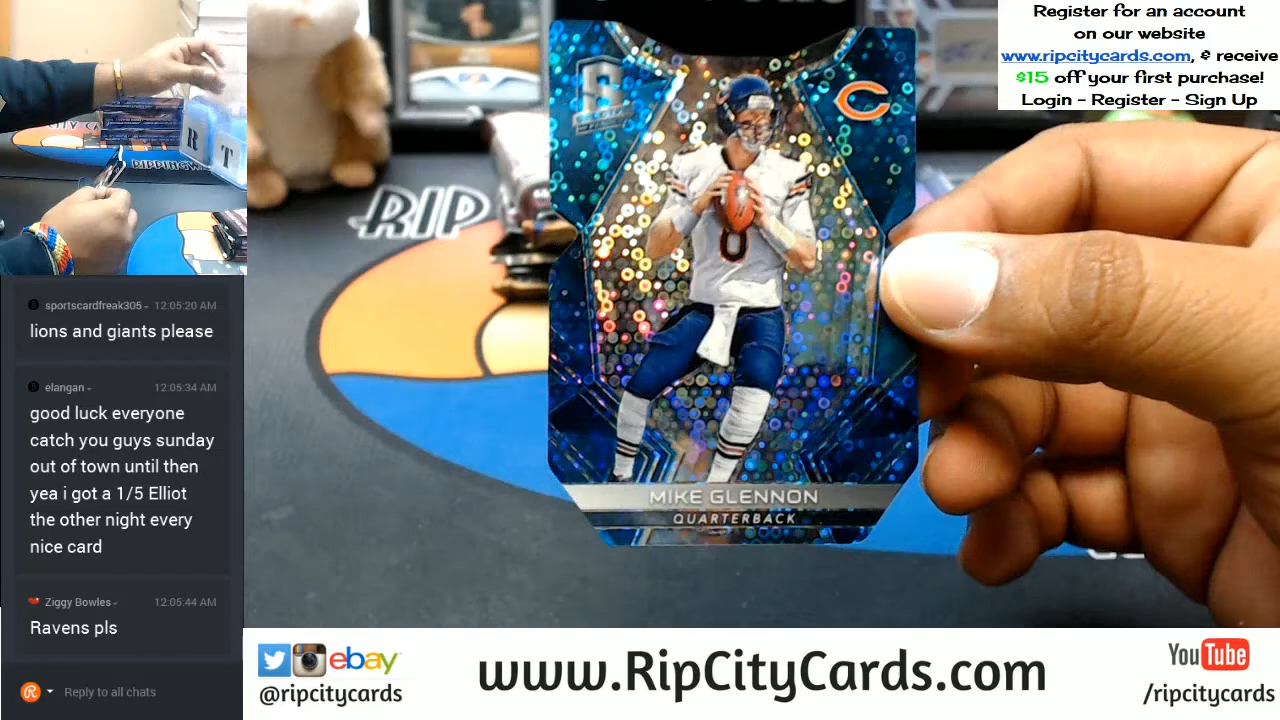 Register for an account
on our website
www.ripcitycards.com, & receive
$15 off your first purchase!
Login - Register - Sign Up
R
T
RIPPINGW
RIP
MIKE GLENNON
QUARTERBACK
8
sportscardfreak305 - 12:05:20 AM
lions and giants please
elangan - 12:05:34 AM
good luck everyone
catch you guys sunday
out of town until then
yea i got a 1/5 Elliot
the other night every
nice card
Ziggy Bowles - 12:05:44 AM
Ravens pls
Reply to all chats
ebay
@ripcitycards
www.RipCityCards.com
YouTube
/ripcitycards